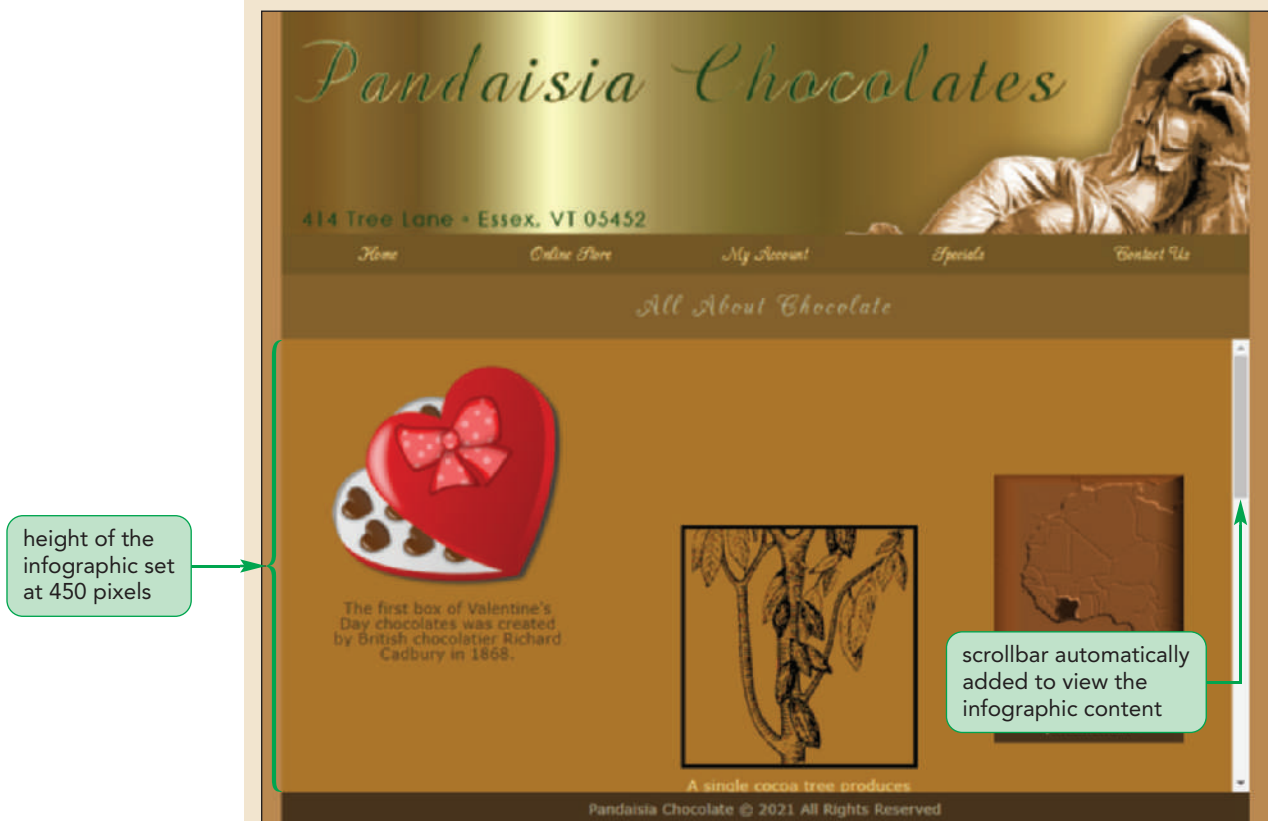 Pandaisia Chocolates
414 Tree Lane • Essex, VT 05452
Home Online Store My Account Specials Contact Us
All About Chocolate
height of the
infographic set
at 450 pixels
The first box of Valentine's
Day chocolates was created
by British chocolatier Richard
Cadbury in 1868.
scrollbar automatically
added to view the
infographic content
A single cocoa tree produces
Pandaisia Chocolate © 2021 All Rights Reserved